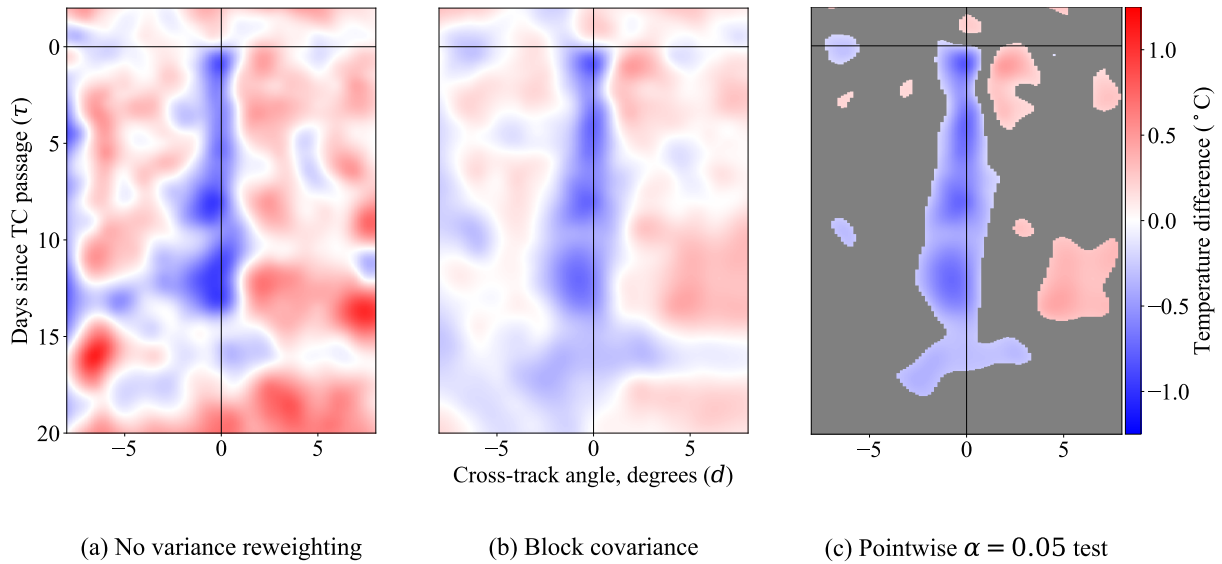 0
5
10
15
20
Days since TC passage (τ)
−5 0 5
−5 0 5
−5 0 5
Cross-track angle, degrees (d)
1.0
0.5
0.0
−0.5
−1.0
Temperature difference (°C)
(a) No variance reweighting
(b) Block covariance
(c) Pointwise α = 0.05 test